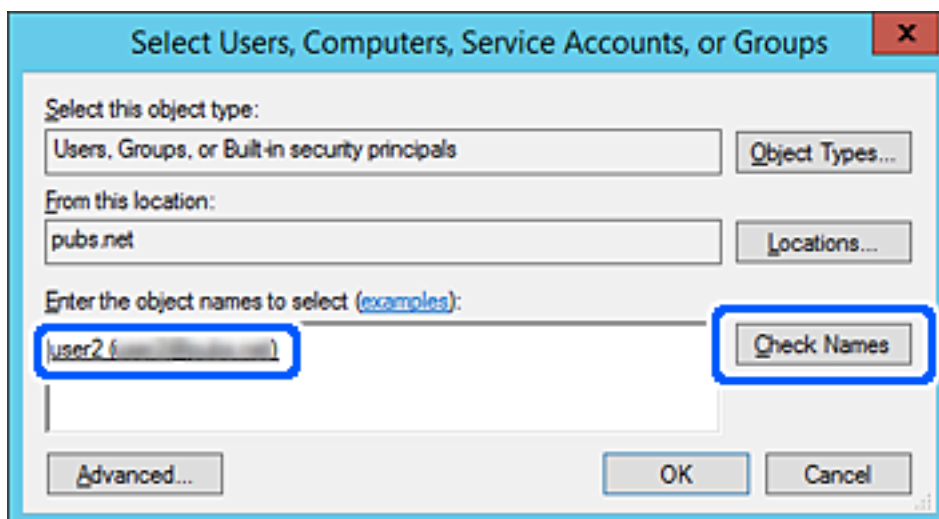 Select Users, Computers, Service Accounts, or Groups
x
Select this object type:
Users, Groups, or Built-in security principals
Object Types...
From this location:
pubs.net
Locations...
Enter the object names to select (examples):
user2 ( )
Check Names
Advanced...
OK
Cancel